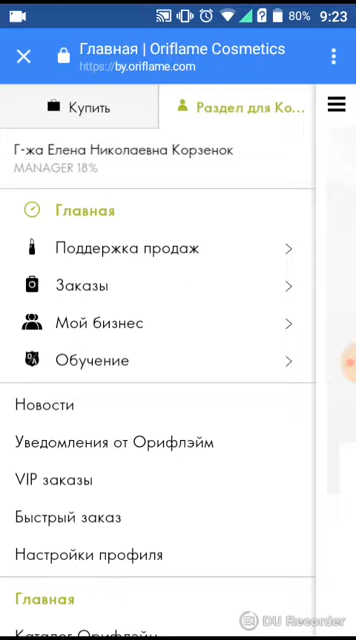 80% 9:23
Главная | Oriflame Cosmetics
https://by.oriflame.com
Купить
Раздел для Ко...
Г-жа Елена Николаевна Корзенок
MANAGER 18%
Главная
Поддержка продаж
Заказы
Мой бизнес
Обучение
Новости
Уведомления от Орифлэйм
VIP заказы
Быстрый заказ
Настройки профиля
Главная
Каталог Орифлэйм
DU Recorder